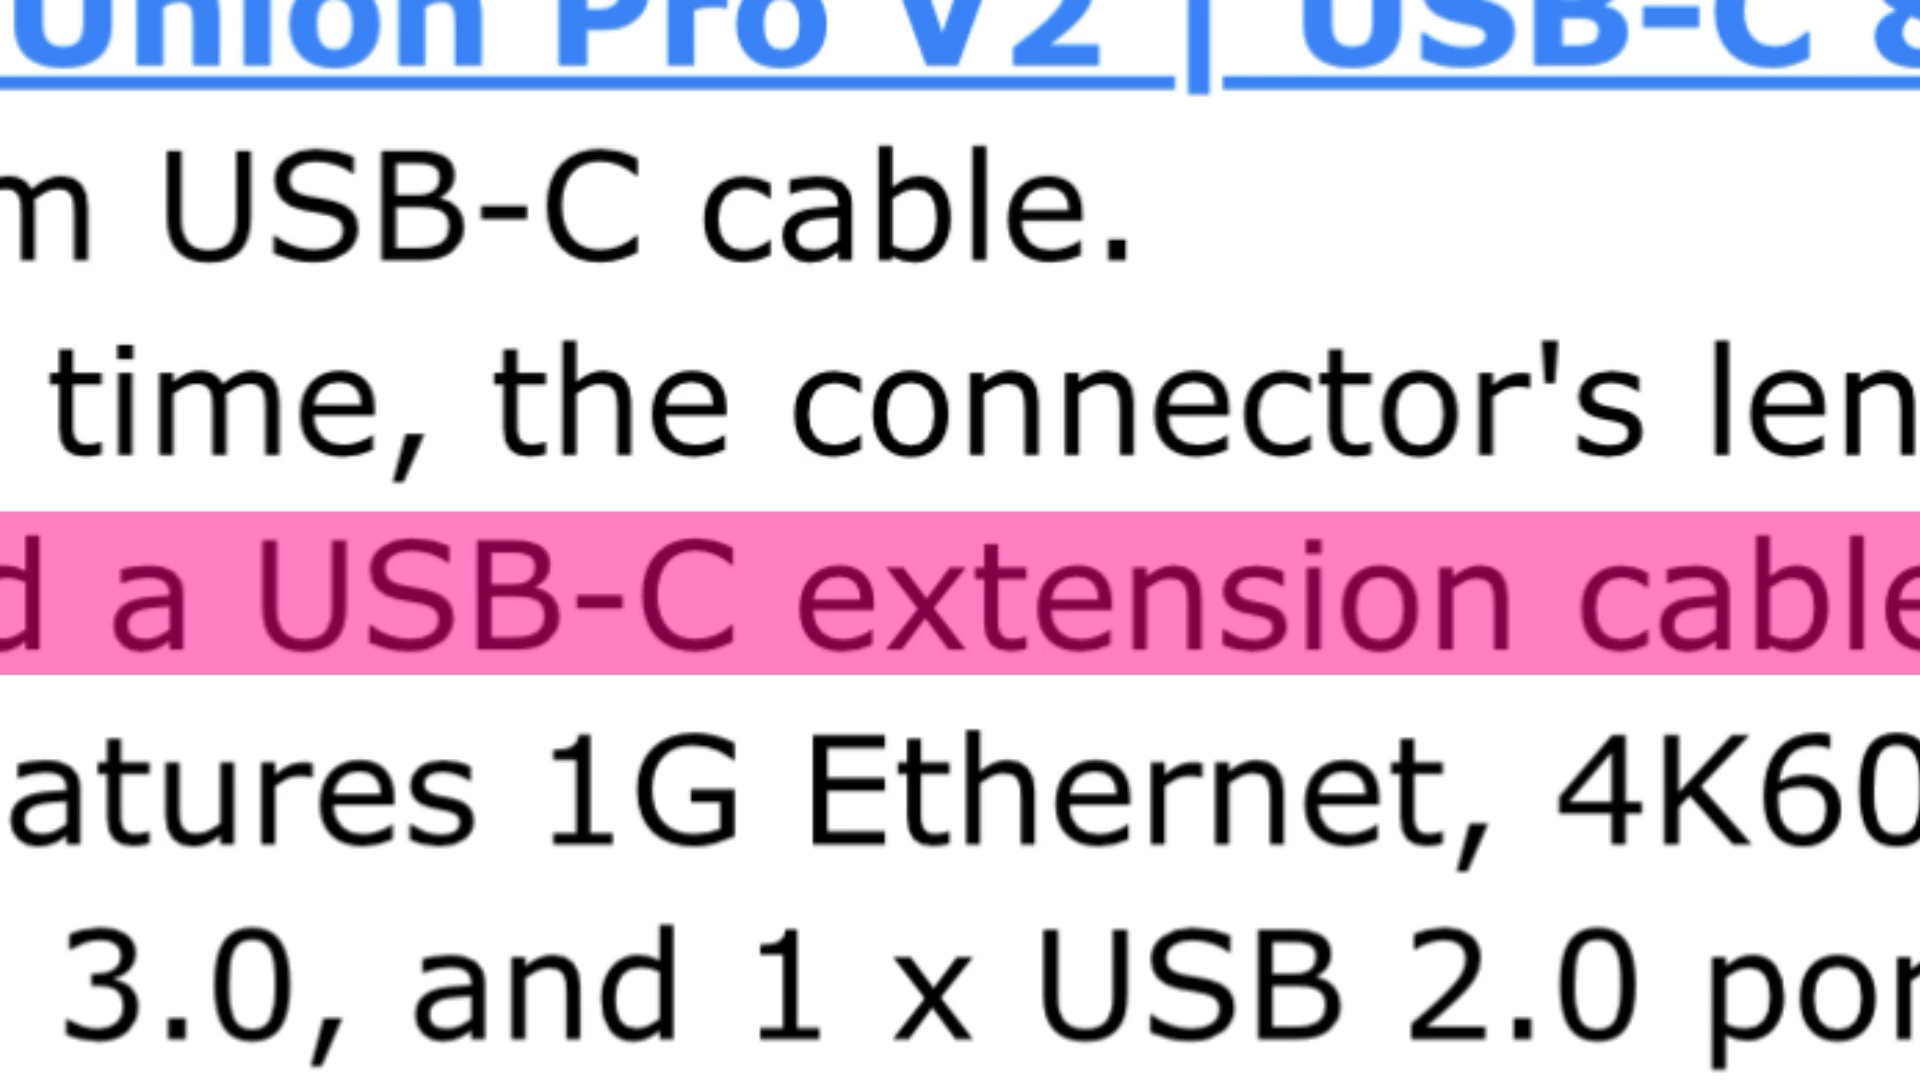 Union Pro V2 | USB-C 8
m USB-C cable.
time, the connector's len
d a USB-C extension cable
atures 1G Ethernet, 4K60
3.0, and 1 x USB 2.0 por